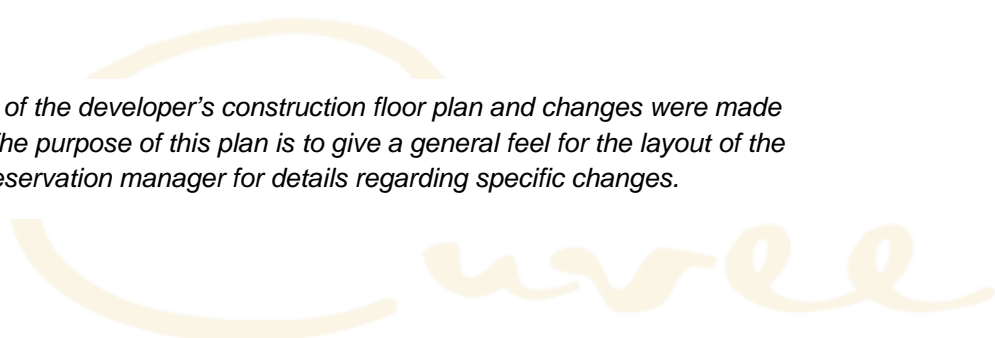 of the developer’s construction floor plan and changes were made
he purpose of this plan is to give a general feel for the layout of the
eservation manager for details regarding specific changes.
Cuvee